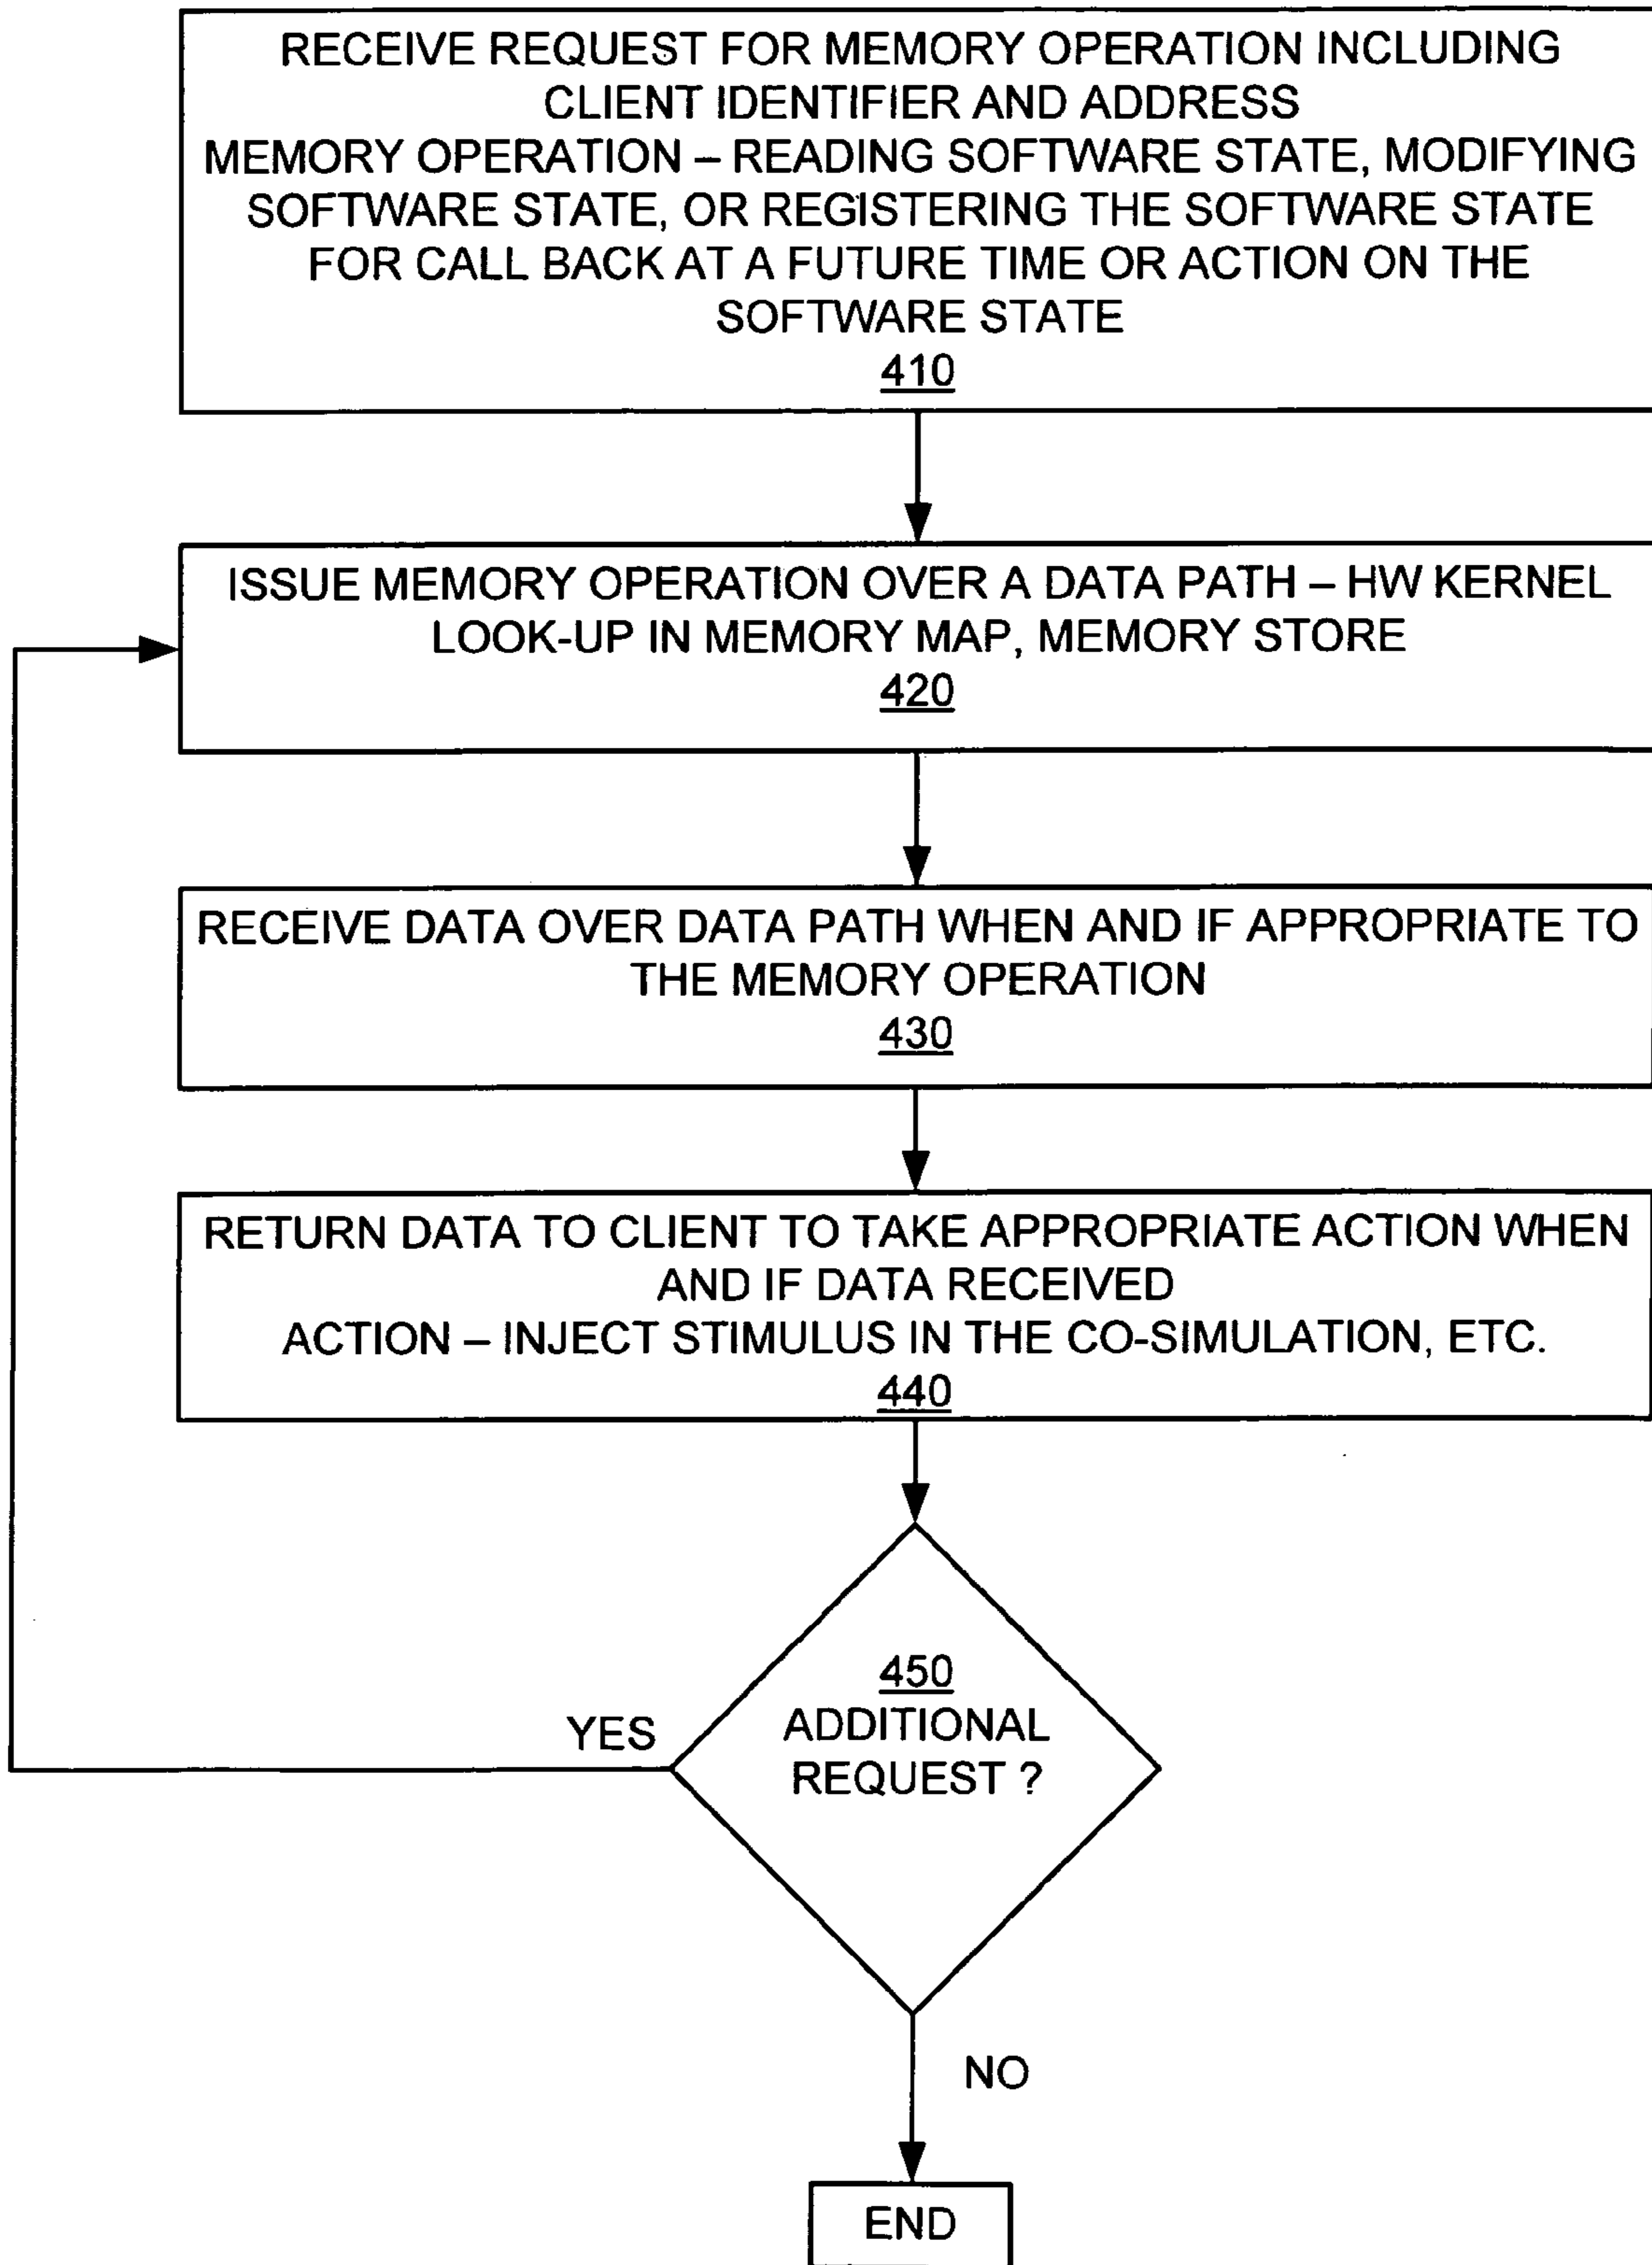 RECEIVE REQUEST FOR MEMORY OPERATION INCLUDING
CLIENT IDENTIFIER AND ADDRESS
MEMORY OPERATION – READING SOFTWARE STATE, MODIFYING
SOFTWARE STATE, OR REGISTERING THE SOFTWARE STATE
FOR CALL BACK AT A FUTURE TIME OR ACTION ON THE
SOFTWARE STATE
410
ISSUE MEMORY OPERATION OVER A DATA PATH – HW KERNEL
LOOK-UP IN MEMORY MAP, MEMORY STORE
420
RECEIVE DATA OVER DATA PATH WHEN AND IF APPROPRIATE TO
THE MEMORY OPERATION
430
RETURN DATA TO CLIENT TO TAKE APPROPRIATE ACTION WHEN
AND IF DATA RECEIVED
ACTION – INJECT STIMULUS IN THE CO-SIMULATION, ETC.
440
450
ADDITIONAL
REQUEST ?
YES
NO
END